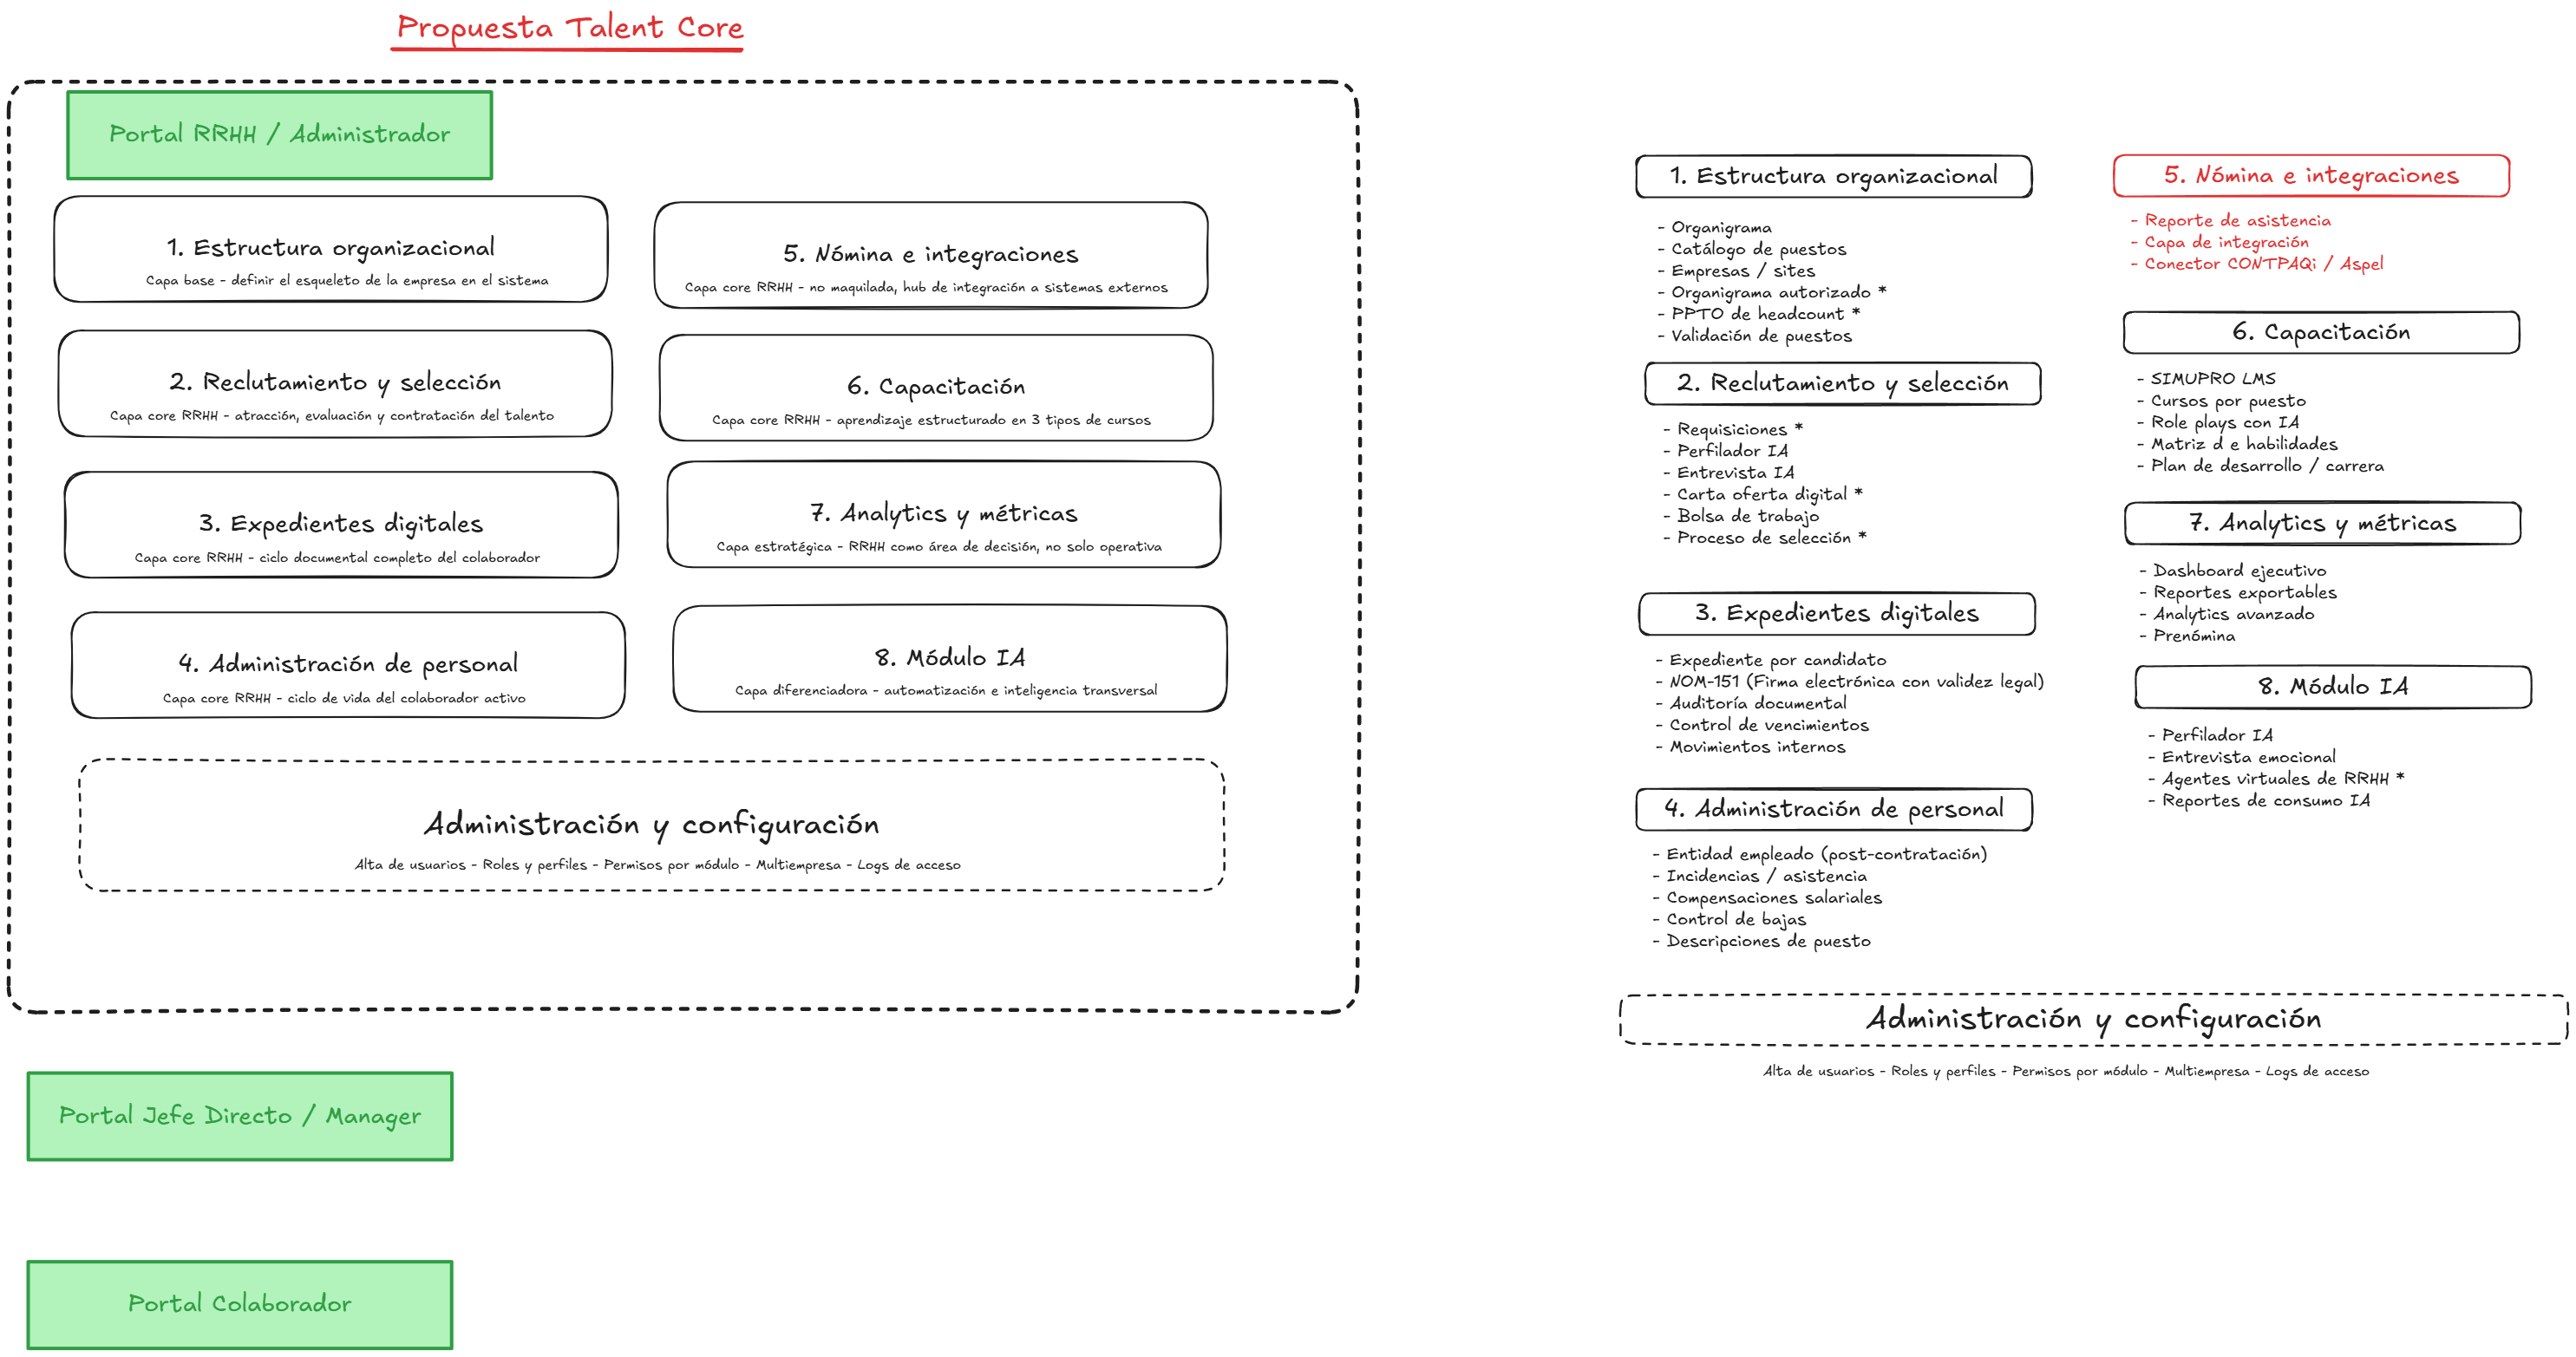 Propuesta Talent Core
Portal RRHH / Administrador
1. Estructura organizacional
Capa base - definir el esqueleto de la empresa en el sistema
2. Reclutamiento y selección
Capa core RRHH - atracción, evaluación y contratación del talento
3. Expedientes digitales
Capa core RRHH - ciclo documental completo del colaborador
4. Administración de personal
Capa core RRHH - ciclo de vida del colaborador activo
5. Nómina e integraciones
Capa core RRHH - no maquilada, hub de integración a sistemas externos
6. Capacitación
Capa core RRHH - aprendizaje estructurado en 3 tipos de cursos
7. Analytics y métricas
Capa estratégica - RRHH como área de decisión, no solo operativa
8. Módulo IA
Capa diferenciadora - automatización e inteligencia transversal
Administración y configuración
Alta de usuarios - Roles y perfiles - Permisos por módulo - Multiempresa - Logs de acceso
Portal Jefe Directo / Manager
Portal Colaborador
1. Estructura organizacional
- Organigrama
- Catálogo de puestos
- Empresas / sites
- Organigrama autorizado *
- PPTO de headcount *
- Validación de puestos
2. Reclutamiento y selección
- Requisiciones *
- Perfilador IA
- Entrevista IA
- Carta oferta digital *
- Bolsa de trabajo
- Proceso de selección *
3. Expedientes digitales
- Expediente por candidato
- NOM-151 (Firma electrónica con validez legal)
- Auditoría documental
- Control de vencimientos
- Movimientos internos
4. Administración de personal
- Entidad empleado (post-contratación)
- Incidencias / asistencia
- Compensaciones salariales
- Control de bajas
- Descripciones de puesto
5. Nómina e integraciones
- Reporte de asistencia
- Capa de integración
- Conector CONTPAQi / Aspel
6. Capacitación
- SIMUPRO LMS
- Cursos por puesto
- Role plays con IA
- Matriz d e habilidades
- Plan de desarrollo / carrera
7. Analytics y métricas
- Dashboard ejecutivo
- Reportes exportables
- Analytics avanzado
- Prenómina
8. Módulo IA
- Perfilador IA
- Entrevista emocional
- Agentes virtuales de RRHH *
- Reportes de consumo IA
Administración y configuración
Alta de usuarios - Roles y perfiles - Permisos por módulo - Multiempresa - Logs de acceso